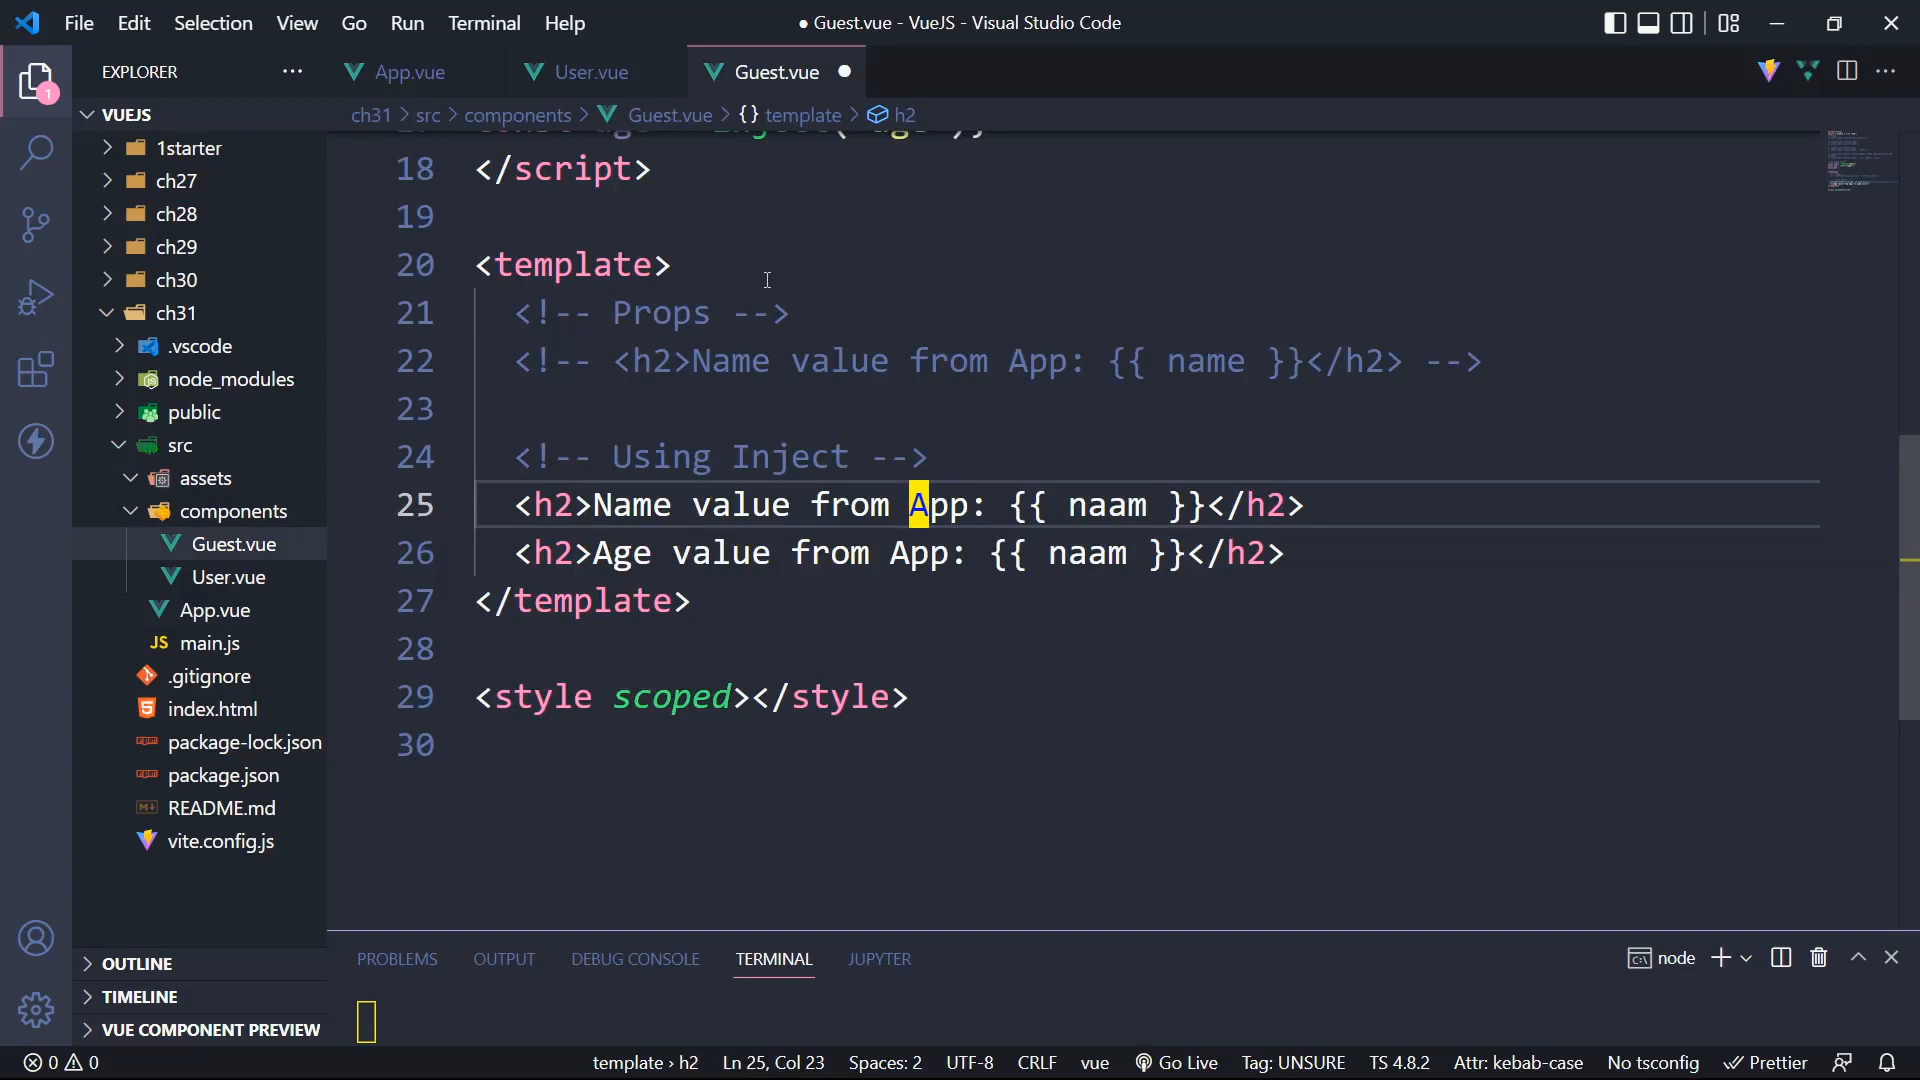 File Edit Selection View Go Run Terminal Help
● Guest.vue - VueJS - Visual Studio Code
EXPLORER
App.vue
User.vue
Guest.vue
ch31 > src > components > Guest.vue > {} template > h2
VUEJS
1starter
ch27
ch28
ch29
ch30
ch31
.vscode
node_modules
public
src
assets
components
Guest.vue
User.vue
App.vue
JS main.js
.gitignore
index.html
package-lock.json
package.json
README.md
vite.config.js
OUTLINE
TIMELINE
VUE COMPONENT PREVIEW
1
18 </script>
19
20 <template>
21 <!-- Props -->
22 <!-- <h2>Name value from App: {{ name }}</h2> -->
23
24 <!-- Using Inject -->
25 <h2>Name value from App: {{ naam }}</h2>
26 <h2>Age value from App: {{ naam }}</h2>
27 </template>
28
29 <style scoped></style>
30
PROBLEMS OUTPUT DEBUG CONSOLE TERMINAL JUPYTER
node
0 0 template › h2 Ln 25, Col 23 Spaces: 2 UTF-8 CRLF vue Go Live Tag: UNSURE TS 4.8.2 Attr: kebab-case No tsconfig Prettier